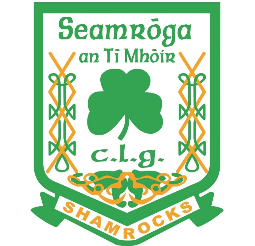 Seamróga
an Tí Mhóir
c.l.g.
SHAMROCKS